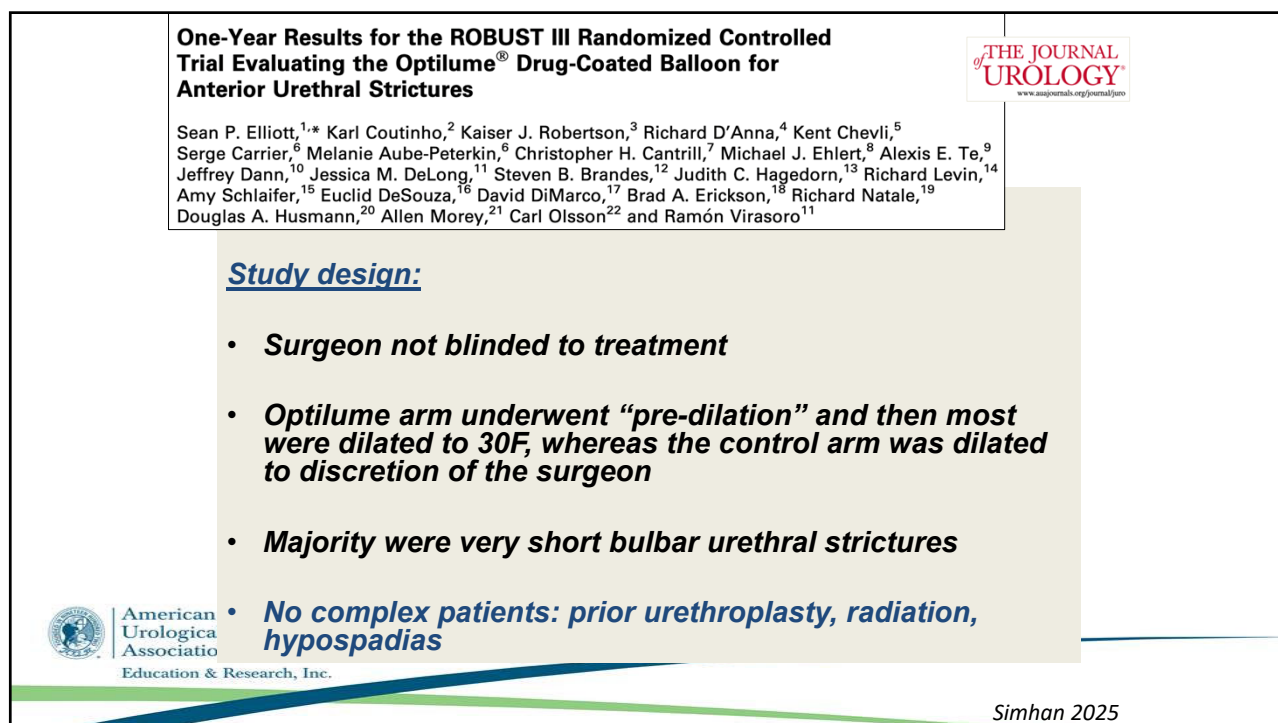 One-Year Results for the ROBUST III Randomized Controlled
Trial Evaluating the Optilume® Drug-Coated Balloon for
Anterior Urethral Strictures
THE JOURNAL
of UROLOGY®
www.auajournals.org/journal/juro
Sean P. Elliott,1,* Karl Coutinho,2 Kaiser J. Robertson,3 Richard D'Anna,4 Kent Chevli,5
Serge Carrier,6 Melanie Aube-Peterkin,6 Christopher H. Cantrill,7 Michael J. Ehlert,8 Alexis E. Te,9
Jeffrey Dann,10 Jessica M. DeLong,11 Steven B. Brandes,12 Judith C. Hagedorn,13 Richard Levin,14
Amy Schlaifer,15 Euclid DeSouza,16 David DiMarco,17 Brad A. Erickson,18 Richard Natale,19
Douglas A. Husmann,20 Allen Morey,21 Carl Olsson22 and Ramón Virasoro11
Study design:
• Surgeon not blinded to treatment
• Optilume arm underwent “pre-dilation” and then most
were dilated to 30F, whereas the control arm was dilated
to discretion of the surgeon
• Majority were very short bulbar urethral strictures
• No complex patients: prior urethroplasty, radiation,
hypospadias
American
Urologica
Associatio
Education & Research, Inc.
Simhan 2025